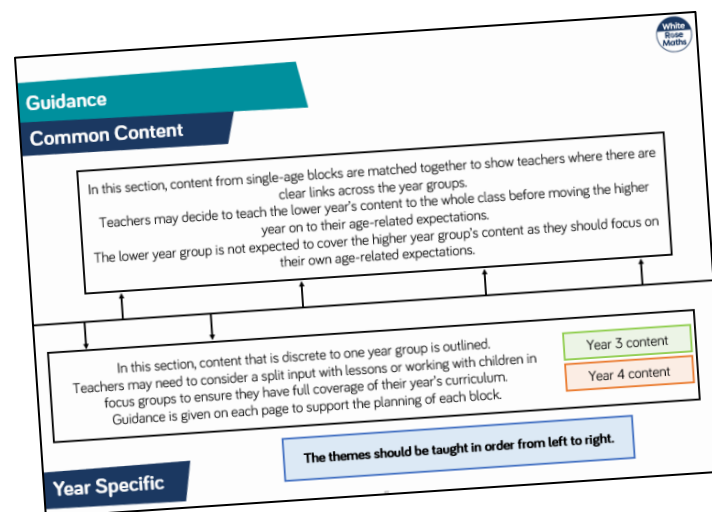 White
Rose
Maths
Guidance
Common Content
In this section, content from single-age blocks are matched together to show teachers where there are
clear links across the year groups.
Teachers may decide to teach the lower year's content to the whole class before moving the higher
year on to their age-related expectations.
The lower year group is not expected to cover the higher year group's content as they should focus on
their own age-related expectations.
In this section, content that is discrete to one year group is outlined.
Teachers may need to consider a split input with lessons or working with children in
focus groups to ensure they have full coverage of their year's curriculum.
Guidance is given on each page to support the planning of each block.
Year 3 content
Year 4 content
The themes should be taught in order from left to right.
Year Specific